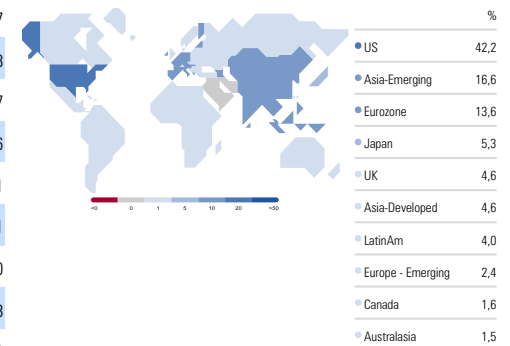 %
US 42,2
Asia-Emerging 16,6
Eurozone 13,6
Japan 5,3
UK 4,6
Asia-Developed 4,6
LatinAm 4,0
Europe - Emerging 2,4
Canada 1,6
Australasia 1,5
<0 0 1 5 10 20 >50